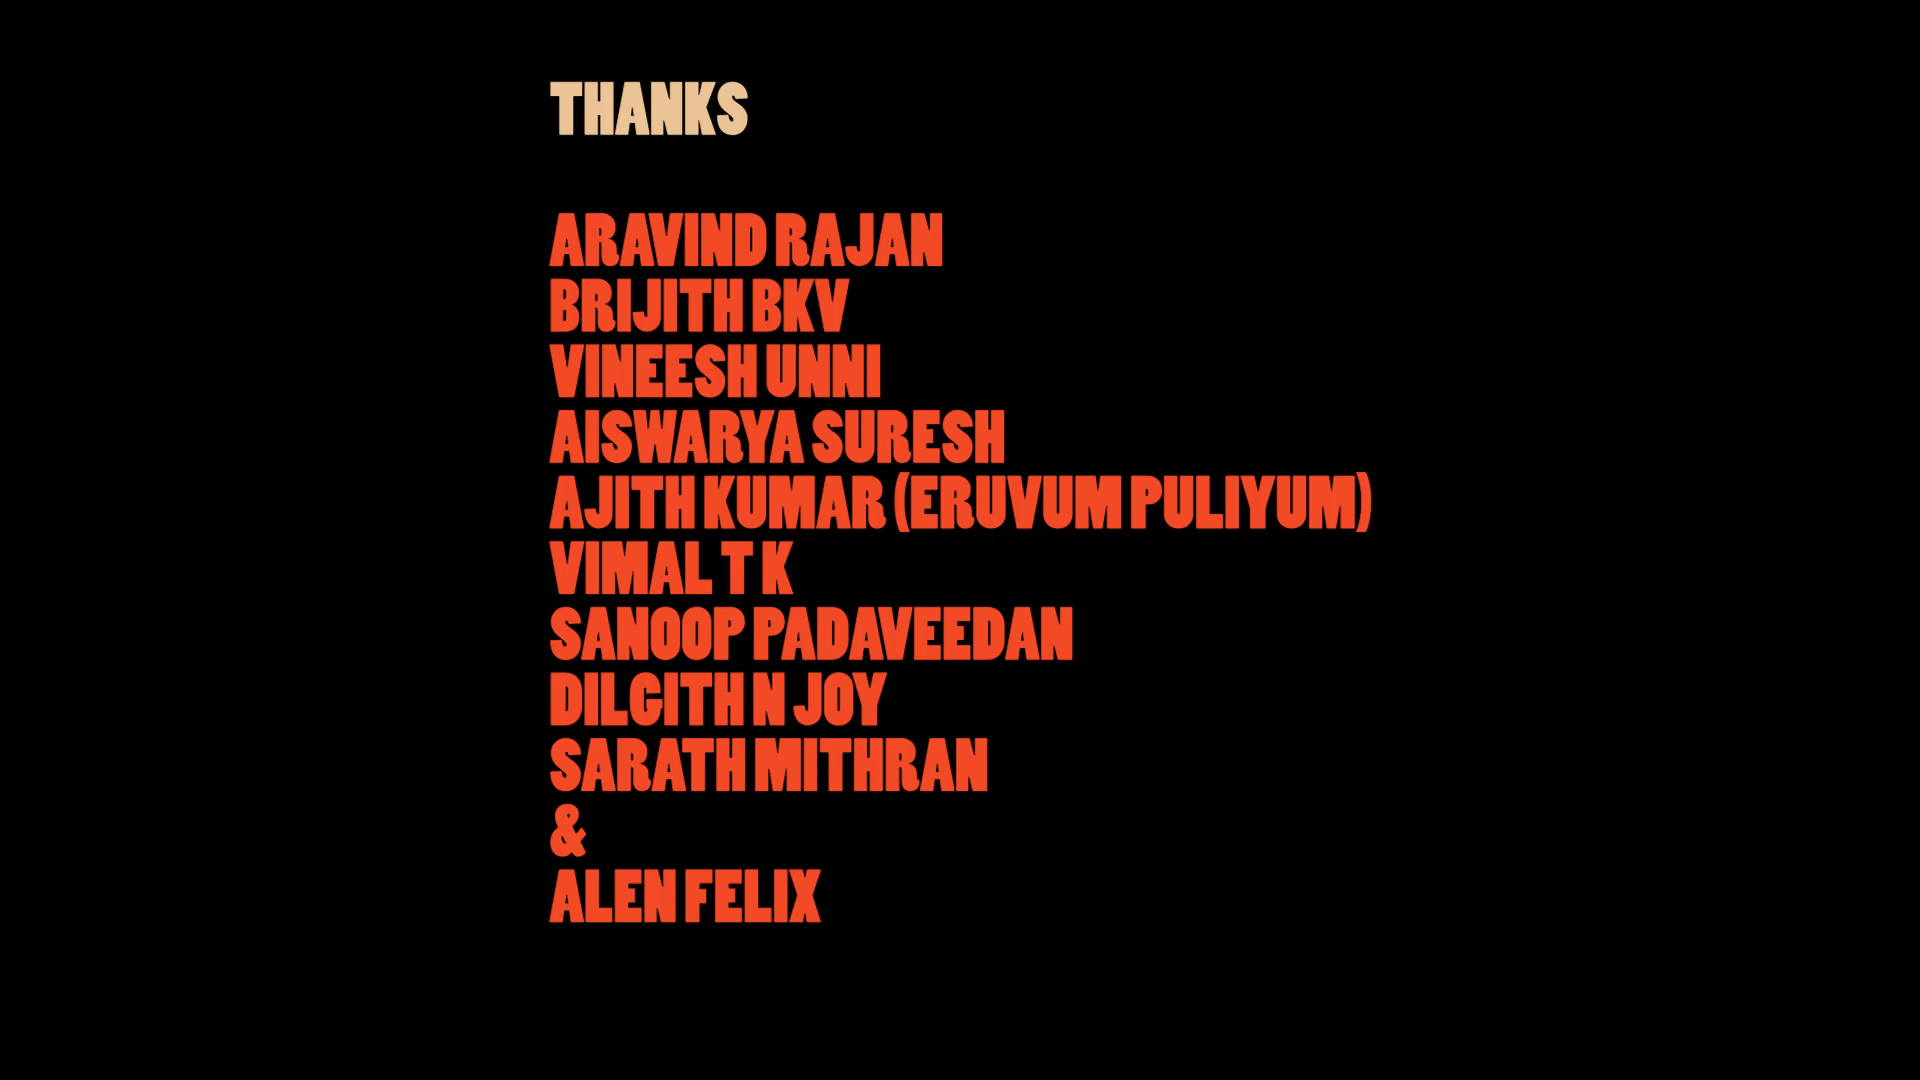 THANKS
ARAVIND RAJAN
BRIJITH BKV
VINEESH UNNI
AISWARYA SURESH
AJITH KUMAR (ERUVUM PULIYUM)
VIMAL T K
SANOOP PADAVEEDAN
DILGITH N JOY
SARATH MITHRAN
&
ALEN FELIX